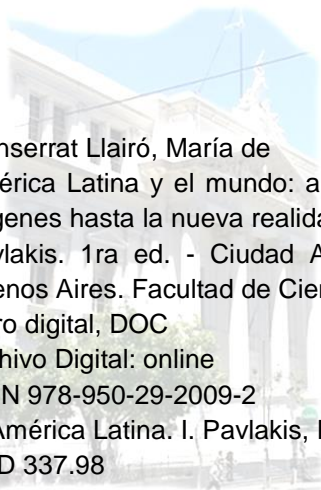 nserrat Llairó, María de
érica Latina y el mundo: a
ígenes hasta la nueva realida
vlakis. 1ra ed. - Ciudad A
enos Aires. Facultad de Cien
ro digital, DOC
hivo Digital: online
N 978-950-29-2009-2
América Latina. I. Pavlakis,
D 337.98